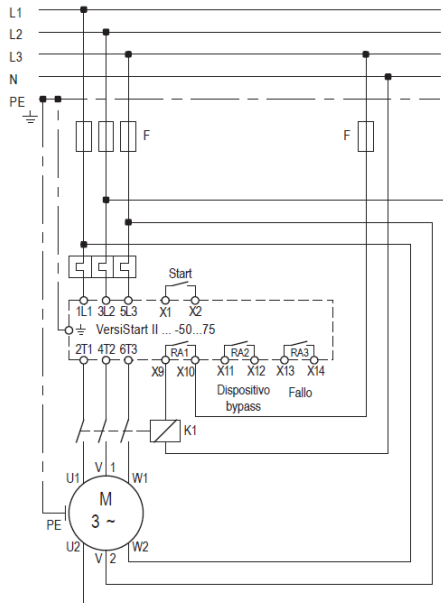 L1
L2
L3
N
PE
F F
Start
1L1 3L2 5L3 X1 X2
VersiStart II ... -50...75
2T1 4T2 6T3 RA1 RA2 RA3
X9 X10 X11 X12 X13 X14
Dispositivo Fallo
bypass
K1
U1 V 1 W1
M
3 ~
PE
U2 V 2 W2